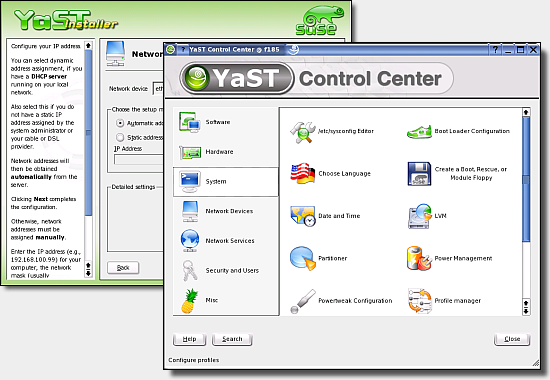 YaST
Installer
suse
Configure your IP address.
You can select dynamic
address assignment, if you
have a DHCP server
running on your local
network.
Also select this if you do
not have a static IP
address assigned by the
system administrator or
your cable or DSL
provider.
Network addresses will
then be obtained
automatically from the
server.
Clicking Next completes
the configuration.
Otherwise, network
addresses must be
assigned manually.
Enter the IP address (e.g.,
192.168.100.99) for your
computer, the network
mask (usually
Network device
Choose the setup m
Automatic add
Static address
IP Address
Detailed settings
Back
YaST Control Center @ f185
YaST Control Center
Software
Hardware
System
Network Devices
Network Services
Security and Users
Misc
/etc/sysconfig Editor
Boot Loader Configuration
Choose Language
Create a Boot, Rescue, or
Module Floppy
Date and Time
LVM
Partitioner
Power Management
Powertweak Configuration
Profile manager
Help
Search
Close
Configure profiles